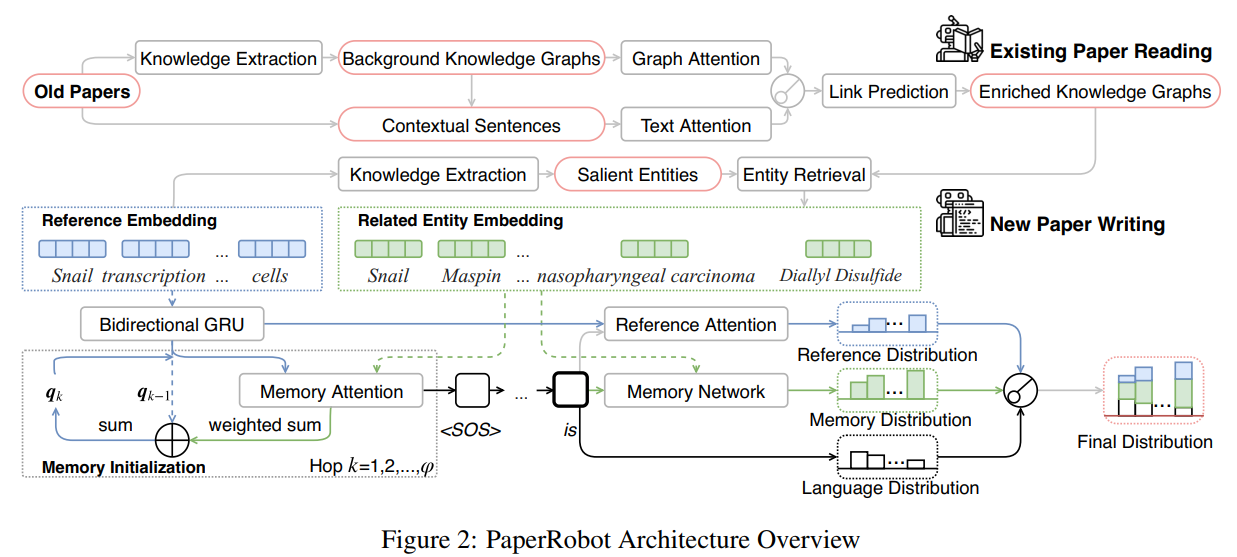 Existing Paper Reading
Old Papers
Knowledge Extraction
Background Knowledge Graphs
Graph Attention
Link Prediction
Enriched Knowledge Graphs
Contextual Sentences
Text Attention
Knowledge Extraction
Salient Entities
Entity Retrieval
New Paper Writing
Reference Embedding
Snail transcription ... cells
...
Related Entity Embedding
...
Snail Maspin ... nasopharyngeal carcinoma Diallyl Disulfide
Bidirectional GRU
Reference Attention
...
Reference Distribution
qₖ
qₖ₋₁
Memory Attention
<SOS>
...
is
Memory Network
...
Memory Distribution
sum
weighted sum
Memory Initialization
Hop k=1,2,...,φ
...
Language Distribution
...
Final Distribution
Figure 2: PaperRobot Architecture Overview